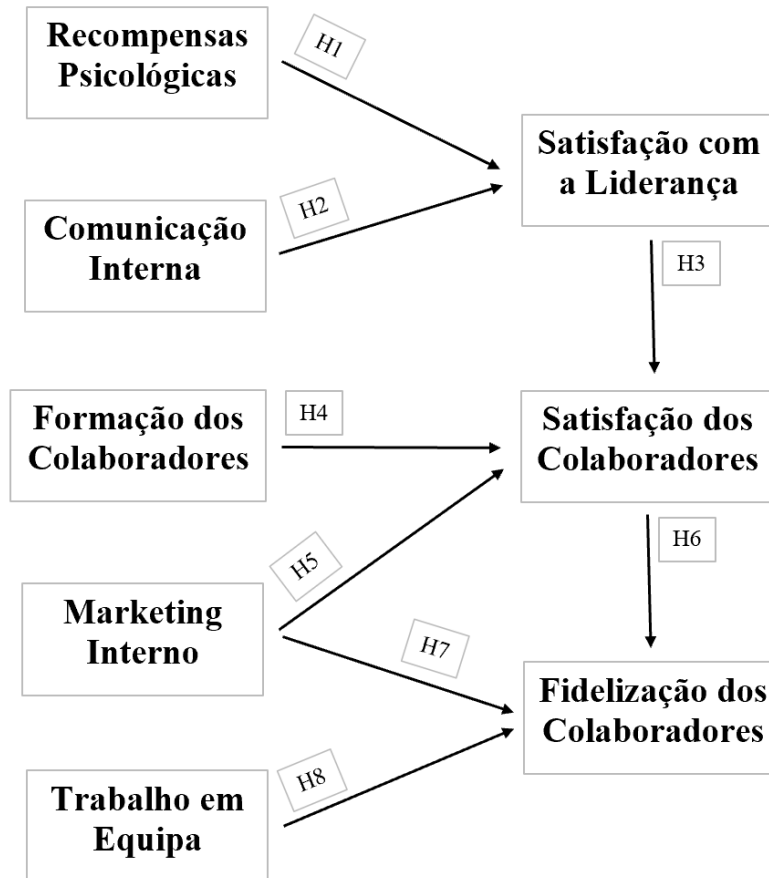 Recompensas
Psicológicas
H1
Satisfação com
a Liderança
H2
Comunicação
Interna
H3
Formação dos
Colaboradores
H4
Satisfação dos
Colaboradores
H5
H6
Marketing
Interno
H7
Fidelização dos
Colaboradores
H8
Trabalho em
Equipa